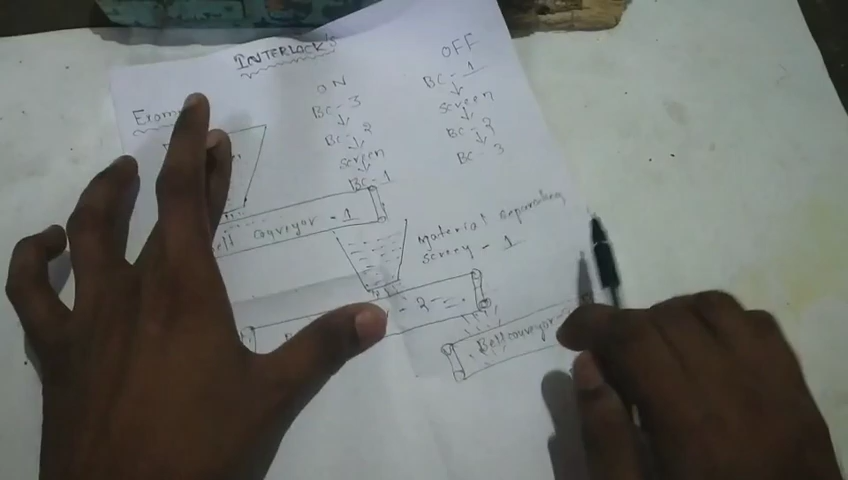 INTERLOCK'S
ON
BC-3
BC-2
screen
BC-1
OFF
BC-1
screen
BC-2
BC-3
conveyor - 1
Material separating
screen - 1
- 2
Belt conveyor-